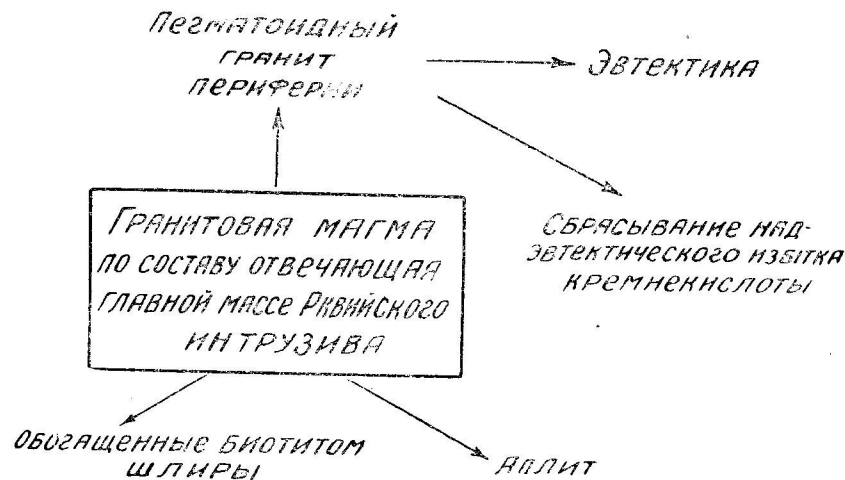 Пегматоидный
гранит
периферии
Эвтектика
Гранитовая магма
по составу отвечающая
главной массе Рквийского
интрузива
Сбрасывание над-
эвтектического избытка
кремнекислоты
Обогащенные биотитом
шлиры
Аплит